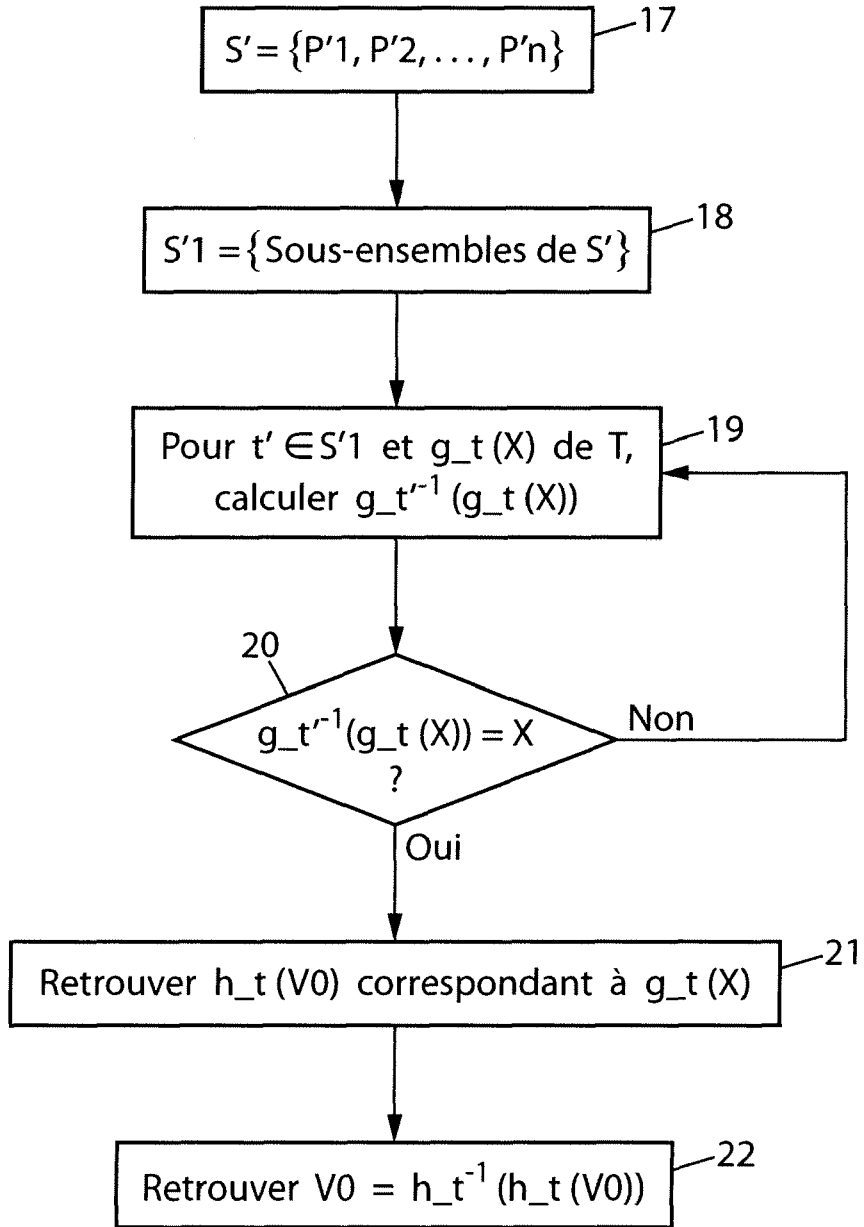 17
S' = {P'1, P'2, ..., P'n}
18
S'1 = {Sous-ensembles de S'}
19
Pour t' ∈ S'1 et g_t (X) de T,
calculer g_t'⁻¹ (g_t (X))
20
g_t'⁻¹(g_t (X)) = X
?
Non
Oui
21
Retrouver h_t (V0) correspondant à g_t (X)
22
Retrouver V0 = h_t⁻¹ (h_t (V0))